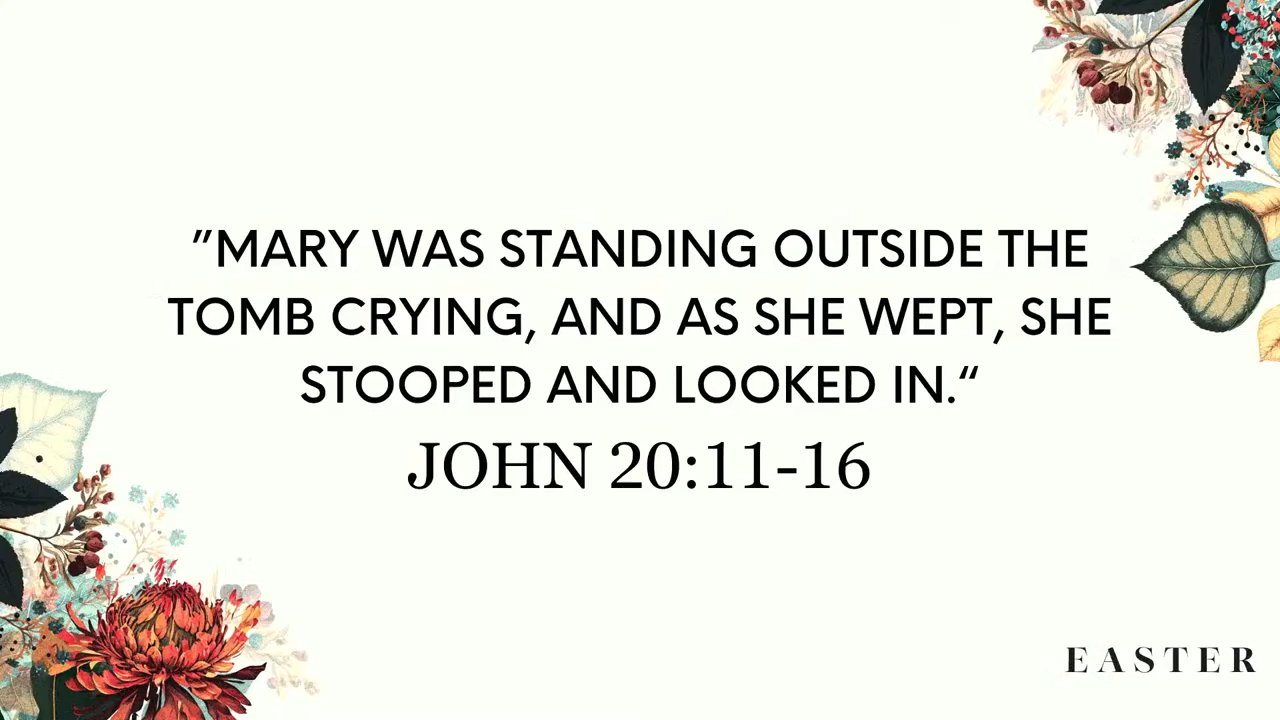 ”MARY WAS STANDING OUTSIDE THE
TOMB CRYING, AND AS SHE WEPT, SHE
STOOPED AND LOOKED IN.“
JOHN 20:11-16
EASTER